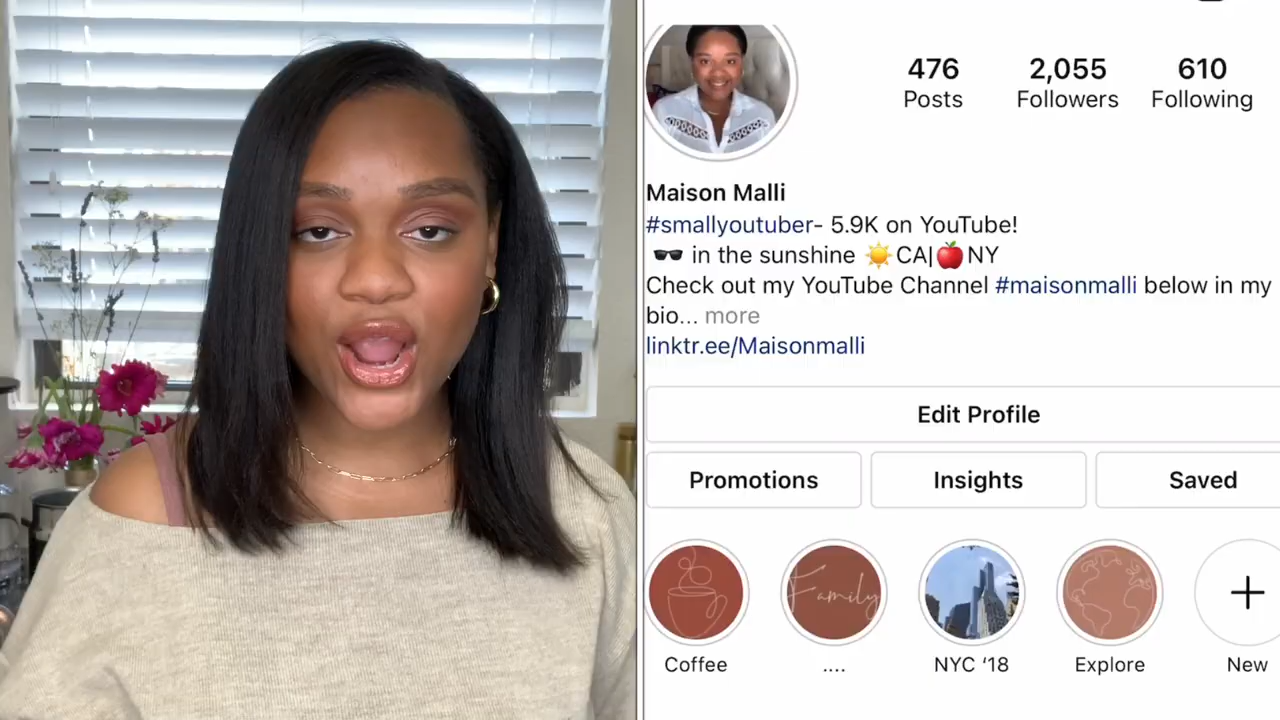 476 2,055 610
Posts Followers Following
Maison Malli
#smallyoutuber- 5.9K on YouTube!
🕶️ in the sunshine ☀️CA|🍎NY
Check out my YouTube Channel #maisonmalli below in my
bio... more
linktr.ee/Maisonmalli
Edit Profile
Promotions Insights Saved
Family
Coffee .... NYC ‘18 Explore New